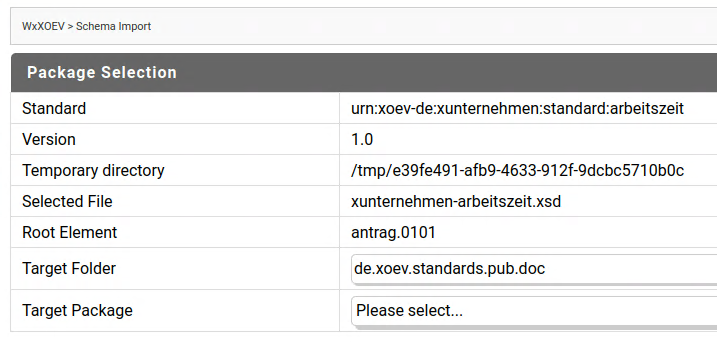 WxXOEV > Schema Import
Package Selection
Standard urn:xoev-de:xunternehmen:standard:arbeitszeit
Version 1.0
Temporary directory /tmp/e39fe491-afb9-4633-912f-9dcbc5710b0c
Selected File xunternehmen-arbeitszeit.xsd
Root Element antrag.0101
Target Folder de.xoev.standards.pub.doc
Target Package Please select...